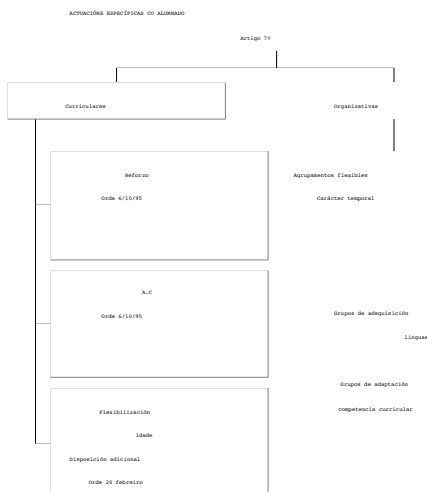 ACTUACIÓNS ESPECÍFICAS CO ALUMNADO
Artigo 7º
Curriculares
Organizativas
Reforzo
Orde 6/10/95
Agrupamentos flexibles
Carácter temporal
A.C
Orde 6/10/95
Grupos de adquisición
linguas
Grupos de adaptación
competencia curricular
Flexibilización
idade
Disposición adicional
Orde 20 febreiro